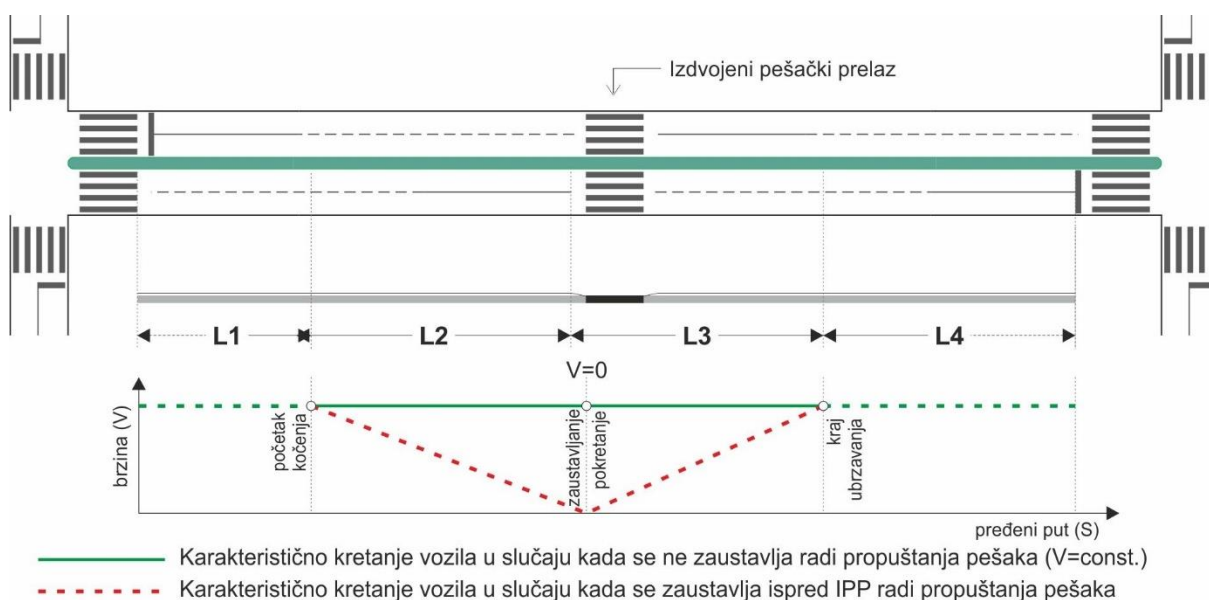 Izdvojeni pešački prelaz
L1
L2
L3
L4
V=0
brzina (V)
početak
kočenja
zaustavljanje
pokretanje
kraj
ubrzavanja
pređeni put (S)
Karakteristično kretanje vozila u slučaju kada se ne zaustavlja radi propuštanja pešaka (V=const.)
Karakteristično kretanje vozila u slučaju kada se zaustavlja ispred IPP radi propuštanja pešaka